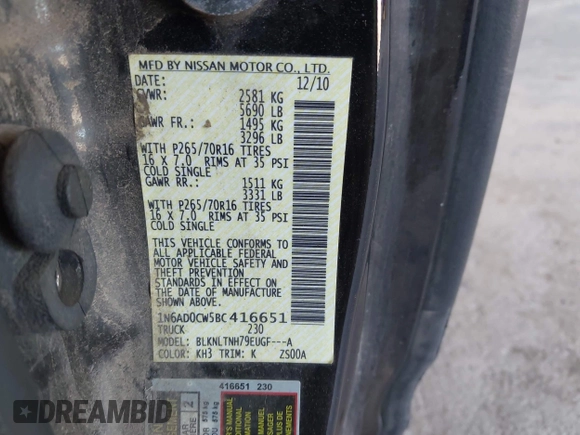 MFD BY NISSAN MOTOR CO., LTD.
DATE: 12/10
GVWR: 2581 KG
5690 LB
GAWR FR.: 1495 KG
3296 LB
WITH P265/70R16 TIRES
16 X 7.0 RIMS AT 35 PSI
COLD SINGLE
GAWR RR.: 1511 KG
3331 LB
WITH P265/70R16 TIRES
16 X 7.0 RIMS AT 35 PSI
COLD SINGLE
THIS VEHICLE CONFORMS TO
ALL APPLICABLE FEDERAL
MOTOR VEHICLE SAFETY AND
THEFT PREVENTION
STANDARDS IN EFFECT ON
THE DATE OF MANUFACTURE
SHOWN ABOVE.
1N6AD0CW5BC416651
TRUCK 230
MODEL: BLKNLTNH79EUGF---A
COLOR: KH3 TRIM: K ZS00A
416651 230
2
DREAMBID